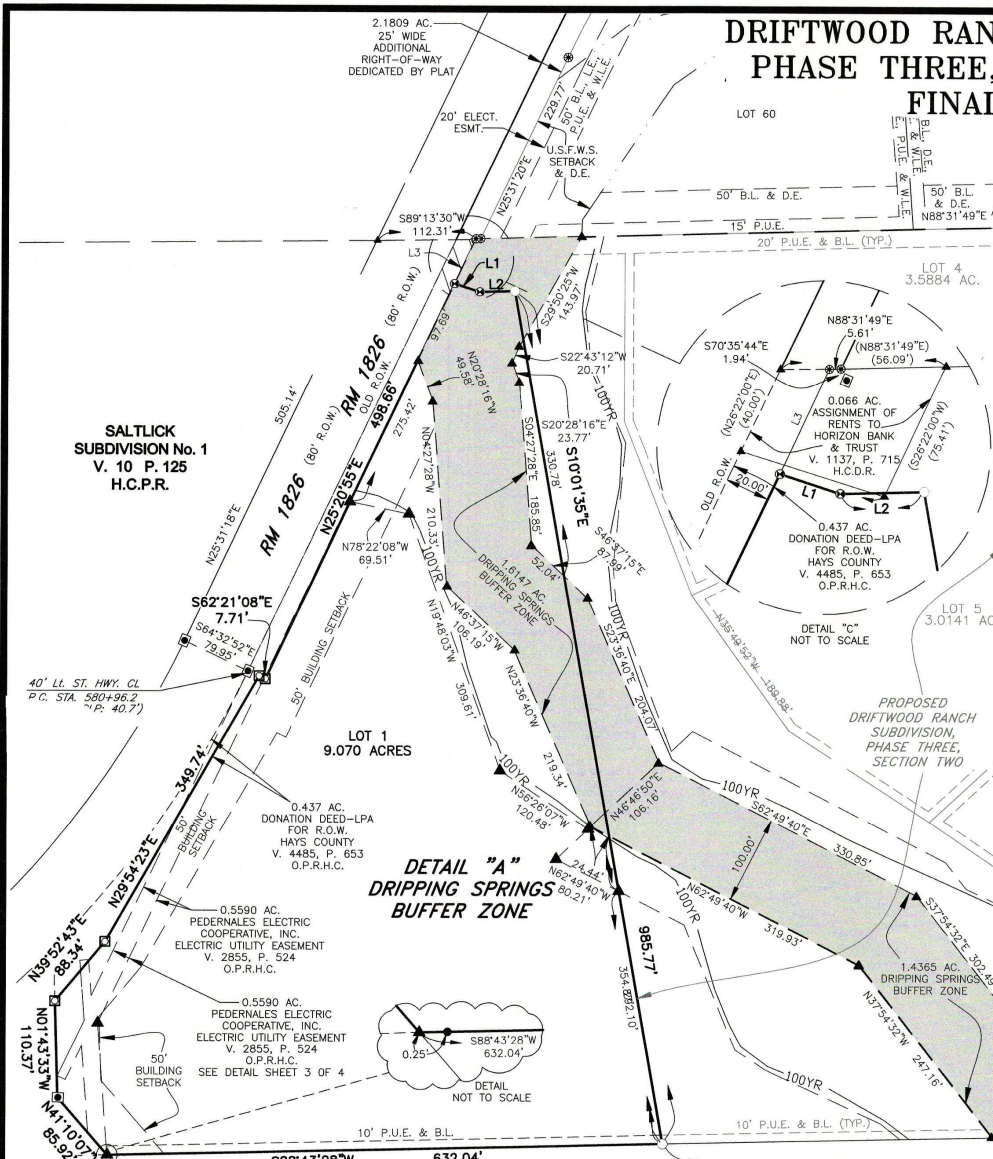 DRIFTWOOD RAN
PHASE THREE,
FINAL
2.1809 AC.
25' WIDE
ADDITIONAL
RIGHT-OF-WAY
DEDICATED BY PLAT
20' ELECT.
ESMT.
229.77'
50' B.L., L.E.,
P.U.E. & W.L.E.
N25°31'20"E
U.S.F.W.S.
SETBACK
& D.E.
LOT 60
B.L., D.E.,
& W.L.E.
E, P.U.E. & W.L.E.
50' B.L. & D.E.
50' B.L.
& D.E.
N88°31'49"E
15' P.U.E.
20' P.U.E. & B.L. (TYP.)
S89°13'30"W
112.31'
L3
L1
L2
LOT 4
3.5884 AC.
S29°50'25"W
143.97'
97.69'
N20°28'16"W
49.58'
S22°43'12"W
20.71'
S20°28'16"E
23.77'
100YR
RM 1826 (80' R.O.W.)
OLD R.O.W.
498.66'
275.42'
505.14'
SALTLICK
SUBDIVISION No. 1
V. 10 P. 125
H.C.P.R.
RM 1826 (80' R.O.W.)
N25°20'55"E
N25°31'18"E
N04°27'28"W
210.33'
S04°27'28"E
185.85'
330.78'
S10°01'35"E
N78°22'08"W
69.51'
100YR
1.6147 AC.
DRIPPING SPRINGS
BUFFER ZONE
52.04'
S46°37'15"E
87.99'
N88°31'49"E
5.61'
(N88°31'49"E)
(56.09')
S70°35'44"E
1.94'
(N26°22'00"E)
(40.00')
L3
0.066 AC.
ASSIGNMENT OF
RENTS TO
HORIZON BANK
& TRUST
V. 1137, P. 715
H.C.D.R.
(S26°22'00"W)
(75.41')
OLD R.O.W.
20.00'
L1
L2
0.437 AC.
DONATION DEED-LPA
FOR R.O.W.
HAYS COUNTY
V. 4485, P. 653
O.P.R.H.C.
DETAIL "C"
NOT TO SCALE
LOT 5
3.0141 AC
S62°21'08"E
7.71'
S64°32'52"E
79.95'
40' Lt. ST. HWY. CL
P.C. STA. 580+96.2
50' BUILDING SETBACK
N19°48'03"W
309.61'
N46°37'15"W
106.19'
N23°36'40"W
219.34'
S23°36'40"E
204.07
100YR
N35°49'52"W
189.88'
PROPOSED
DRIFTWOOD RANCH
SUBDIVISION,
PHASE THREE,
SECTION TWO
LOT 1
9.070 ACRES
100YR
N56°26'07"W
120.48'
N46°46'50"E
106.16'
100YR
S62°49'40"E
330.85'
100.00'
349.74'
N29°54'23"E
50'
BUILDING
SETBACK
0.437 AC.
DONATION DEED-LPA
FOR R.O.W.
HAYS COUNTY
V. 4485, P. 653
O.P.R.H.C.
DETAIL "A"
DRIPPING SPRINGS
BUFFER ZONE
24.44'
N62°49'40"W
80.21'
N62°49'40"W
319.93'
100YR
S37°54'32"E
302.49
1.4365 AC.
DRIPPING SPRINGS
BUFFER ZONE
N37°54'32"W
247.16'
N39°52'43"E
88.34'
0.5590 AC.
PEDERNALES ELECTRIC
COOPERATIVE, INC.
ELECTRIC UTILITY EASEMENT
V. 2855, P. 524
O.P.R.H.C.
985.77'
0.5590 AC.
PEDERNALES ELECTRIC
COOPERATIVE, INC.
ELECTRIC UTILITY EASEMENT
V. 2855, P. 524
O.P.R.H.C.
SEE DETAIL SHEET 3 OF 4
N01°43'33"W
110.37'
50'
BUILDING
SETBACK
0.25'
S88°43'28"W
632.04'
DETAIL
NOT TO SCALE
100YR
N41°10'07"
85.92'
10' P.U.E. & B.L.
10' P.U.E. & B.L. (TYP.)
632.04'